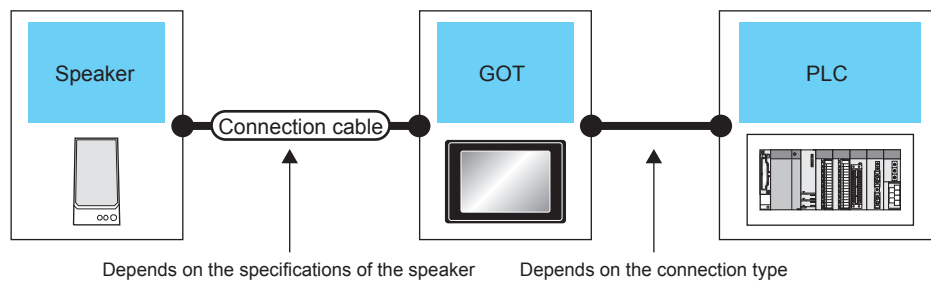 Speaker
GOT
PLC
Connection cable
Depends on the specifications of the speaker
Depends on the connection type